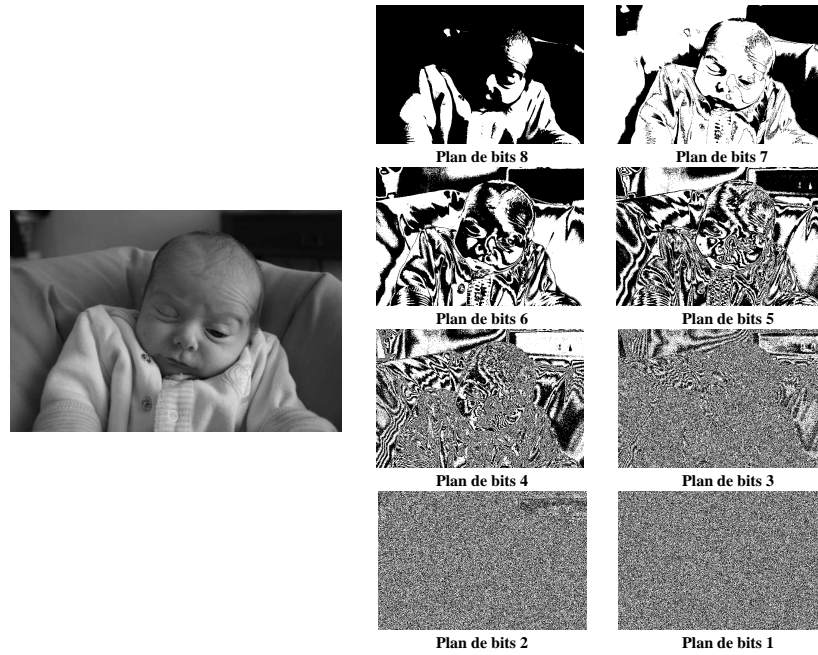 Plan de bits 8
Plan de bits 7
Plan de bits 6
Plan de bits 5
Plan de bits 4
Plan de bits 3
Plan de bits 2
Plan de bits 1